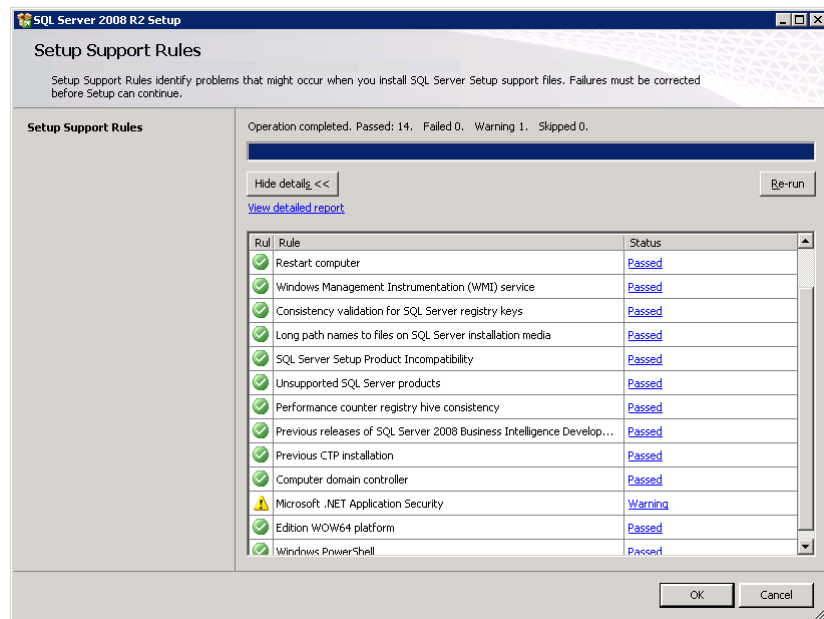 SQL Server 2008 R2 Setup
Setup Support Rules
Setup Support Rules identify problems that might occur when you install SQL Server Setup support files. Failures must be corrected
before Setup can continue.
Setup Support Rules
Operation completed. Passed: 14. Failed 0. Warning 1. Skipped 0.
Hide details <<
Re-run
View detailed report
Rul Rule Status
Restart computer Passed
Windows Management Instrumentation (WMI) service Passed
Consistency validation for SQL Server registry keys Passed
Long path names to files on SQL Server installation media Passed
SQL Server Setup Product Incompatibility Passed
Unsupported SQL Server products Passed
Performance counter registry hive consistency Passed
Previous releases of SQL Server 2008 Business Intelligence Develop... Passed
Previous CTP installation Passed
Computer domain controller Passed
Microsoft .NET Application Security Warning
Edition WOW64 platform Passed
Windows PowerShell Passed
OK Cancel